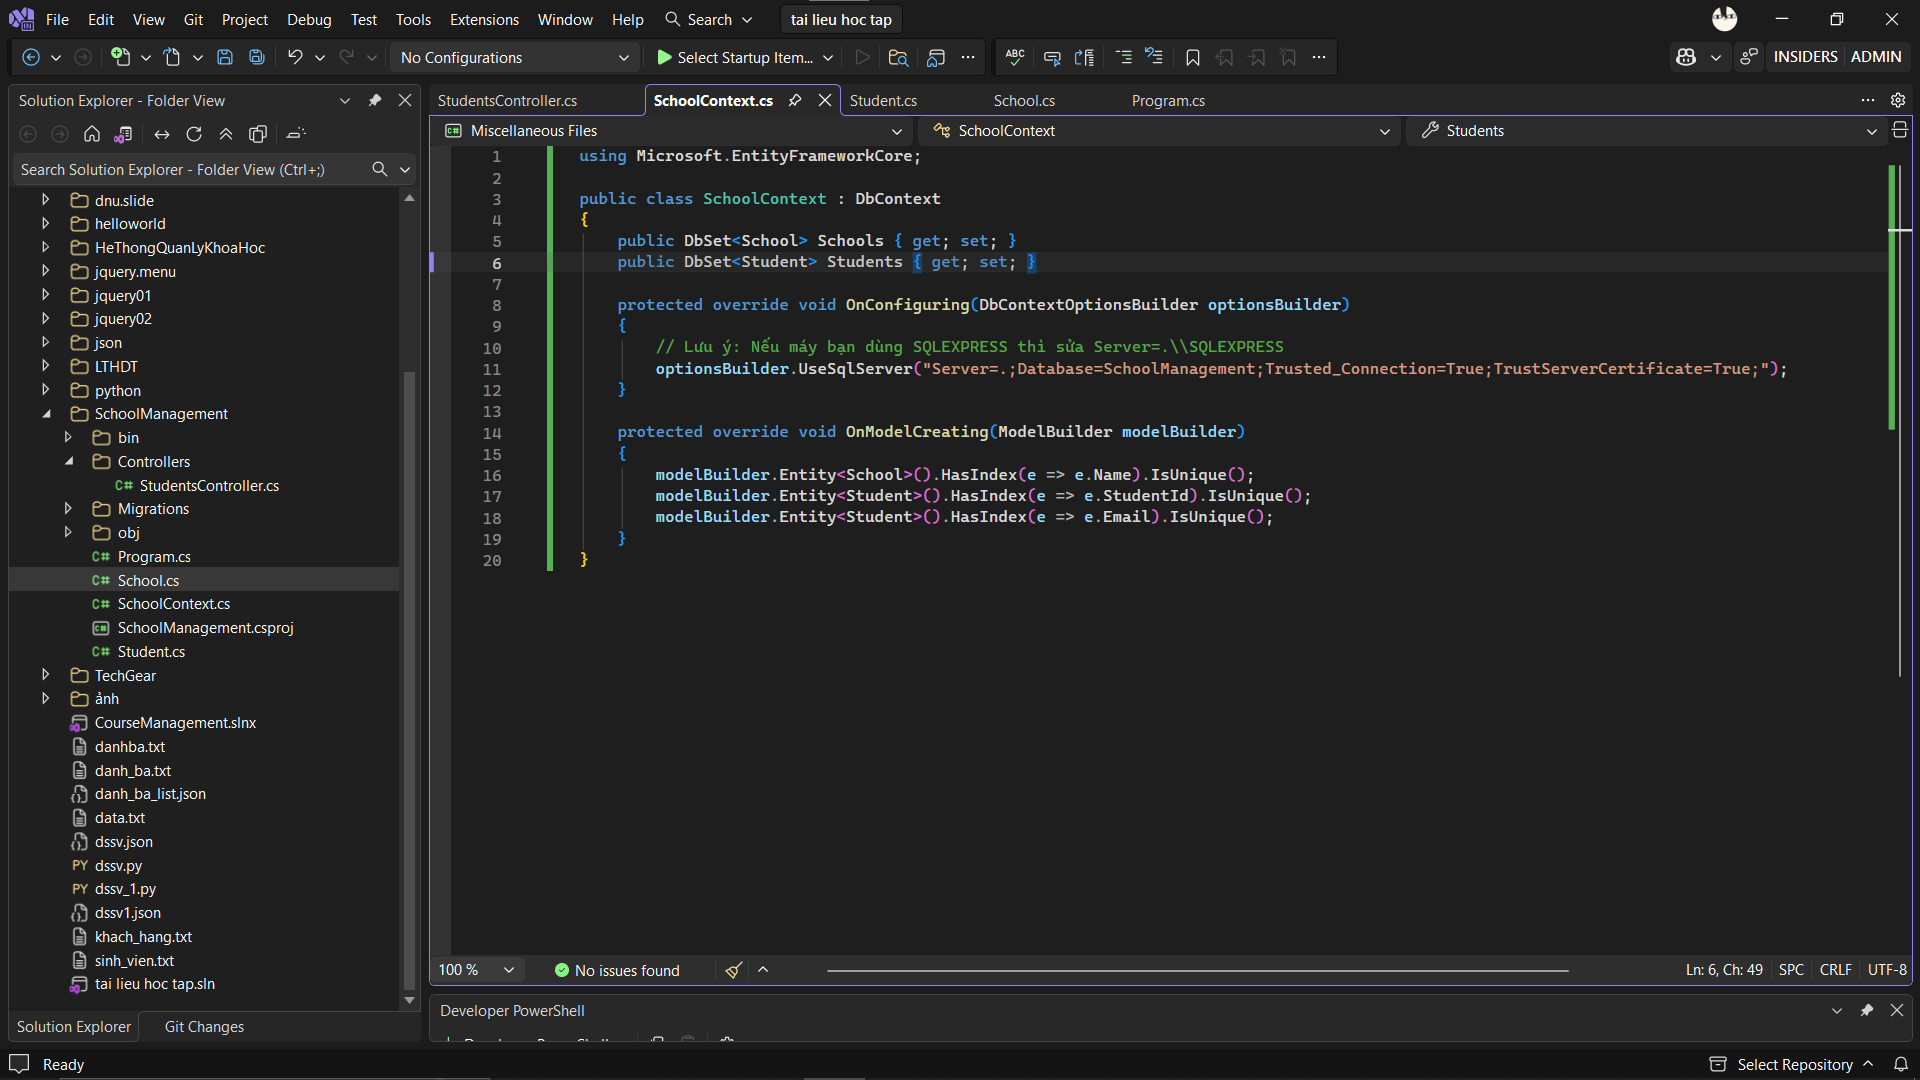 File Edit View Git Project Debug Test Tools Extensions Window Help Search tai lieu hoc tap
No Configurations Select Startup Item... INSIDERS ADMIN
Solution Explorer - Folder View
Search Solution Explorer - Folder View (Ctrl+;)
dnu.slide
helloworld
HeThongQuanLyKhoaHoc
jquery.menu
jquery01
jquery02
json
LTHDT
python
SchoolManagement
bin
Controllers
C# StudentsController.cs
Migrations
obj
C# Program.cs
C# School.cs
C# SchoolContext.cs
SchoolManagement.csproj
C# Student.cs
TechGear
ảnh
CourseManagement.slnx
danhba.txt
danh_ba.txt
danh_ba_list.json
data.txt
dssv.json
PY dssv.py
PY dssv_1.py
dssv1.json
khach_hang.txt
sinh_vien.txt
tai lieu hoc tap.sln
Solution Explorer Git Changes
StudentsController.cs SchoolContext.cs Student.cs School.cs Program.cs
Miscellaneous Files SchoolContext Students
1 using Microsoft.EntityFrameworkCore;
2
3 public class SchoolContext : DbContext
4 {
5 public DbSet<School> Schools { get; set; }
6 public DbSet<Student> Students { get; set; }
7
8 protected override void OnConfiguring(DbContextOptionsBuilder optionsBuilder)
9 {
10 // Lưu ý: Nếu máy bạn dùng SQLEXPRESS thì sửa Server=.\\SQLEXPRESS
11 optionsBuilder.UseSqlServer("Server=.;Database=SchoolManagement;Trusted_Connection=True;TrustServerCertificate=True;");
12 }
13
14 protected override void OnModelCreating(ModelBuilder modelBuilder)
15 {
16 modelBuilder.Entity<School>().HasIndex(e => e.Name).IsUnique();
17 modelBuilder.Entity<Student>().HasIndex(e => e.StudentId).IsUnique();
18 modelBuilder.Entity<Student>().HasIndex(e => e.Email).IsUnique();
19 }
20 }
100 % No issues found Ln: 6, Ch: 49 SPC CRLF UTF-8
Developer PowerShell
Ready Select Repository